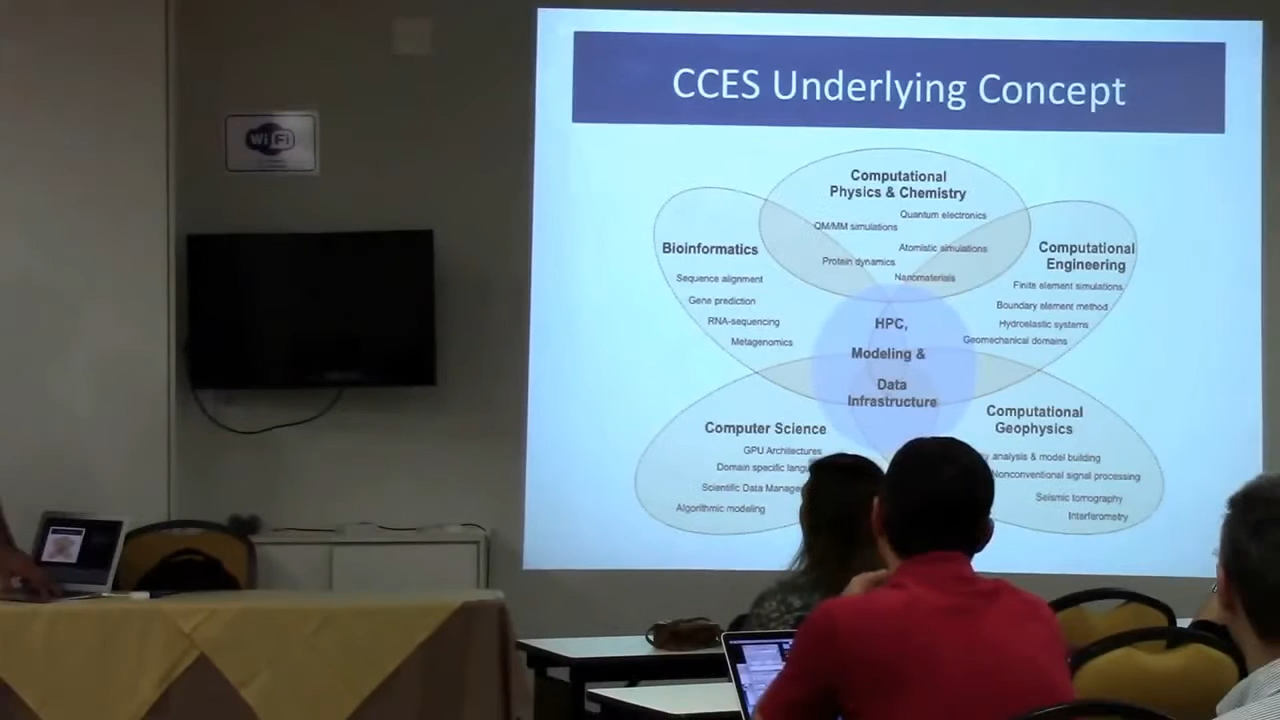 CCES Underlying Concept
WiFi
Computational
Physics & Chemistry
Quantum electronics
QM/MM simulations
Atomistic simulations
Protein dynamics
Nanomaterials
Bioinformatics
Sequence alignment
Gene prediction
RNA-sequencing
Metagenomics
Computational
Engineering
Finite element simulations
Boundary element method
Hydroelastic systems
Geomechanical domains
HPC,
Modeling &
Data
Infrastructure
Computer Science
GPU Architectures
Domain specific
Scientific Data
Algorithmic modeling
Computational
Geophysics
analysis & model building
Nonconventional signal processing
Seismic tomography
Interferometry